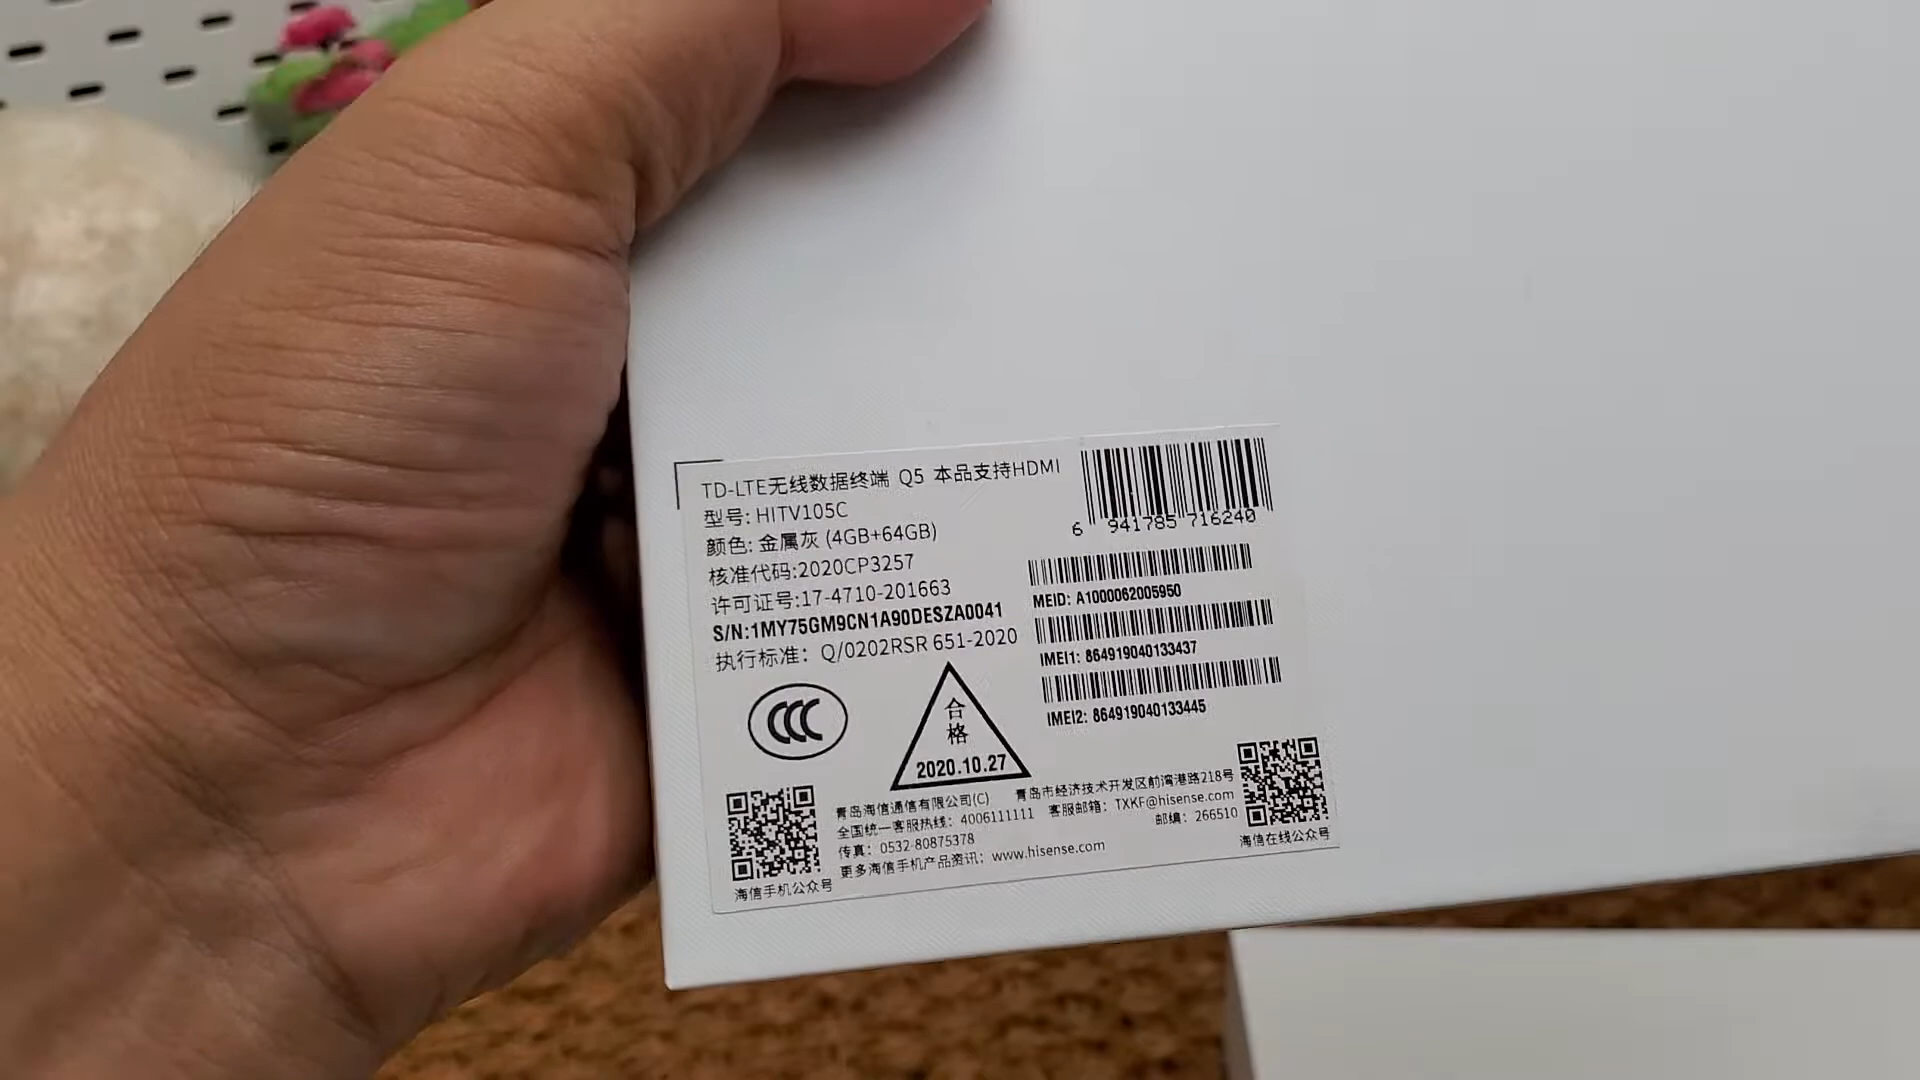 TD-LTE无线数据终端 Q5 本品支持HDMI
型号: HITV105C
颜色: 金属灰 (4GB+64GB)
核准代码:2020CP3257
许可证号:17-4710-201663
S/N:1MY75GM9CN1A90DESZA0041
执行标准: Q/0202RSR 651-2020
6 941785 716240
MEID: A1000062005950
IMEI1: 864919040133437
IMEI2: 864919040133445
CCC
合
格
2020.10.27
青岛海信通信有限公司(C) 青岛市经济技术开发区前湾港路218号
全国统一客服热线: 4006111111 客服邮箱: TXKF@hisense.com
传真: 0532-80875378 邮编: 266510
更多海信手机产品资讯: www.hisense.com
海信手机公众号
海信在线公众号